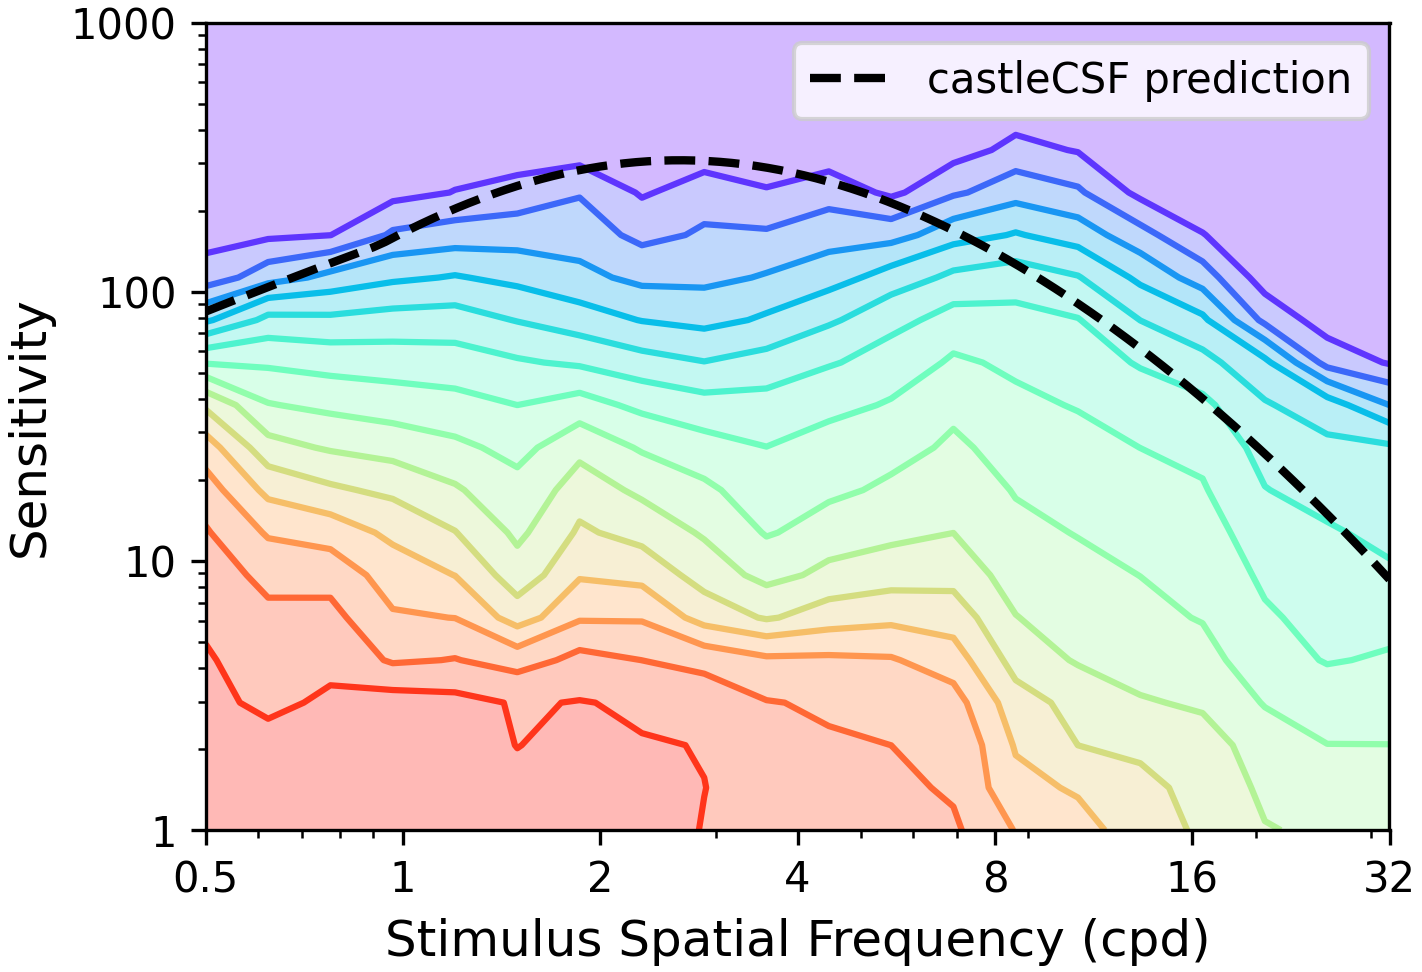 1000
100
10
1
Sensitivity
castleCSF prediction
0.5 1 2 4 8 16 32
Stimulus Spatial Frequency (cpd)